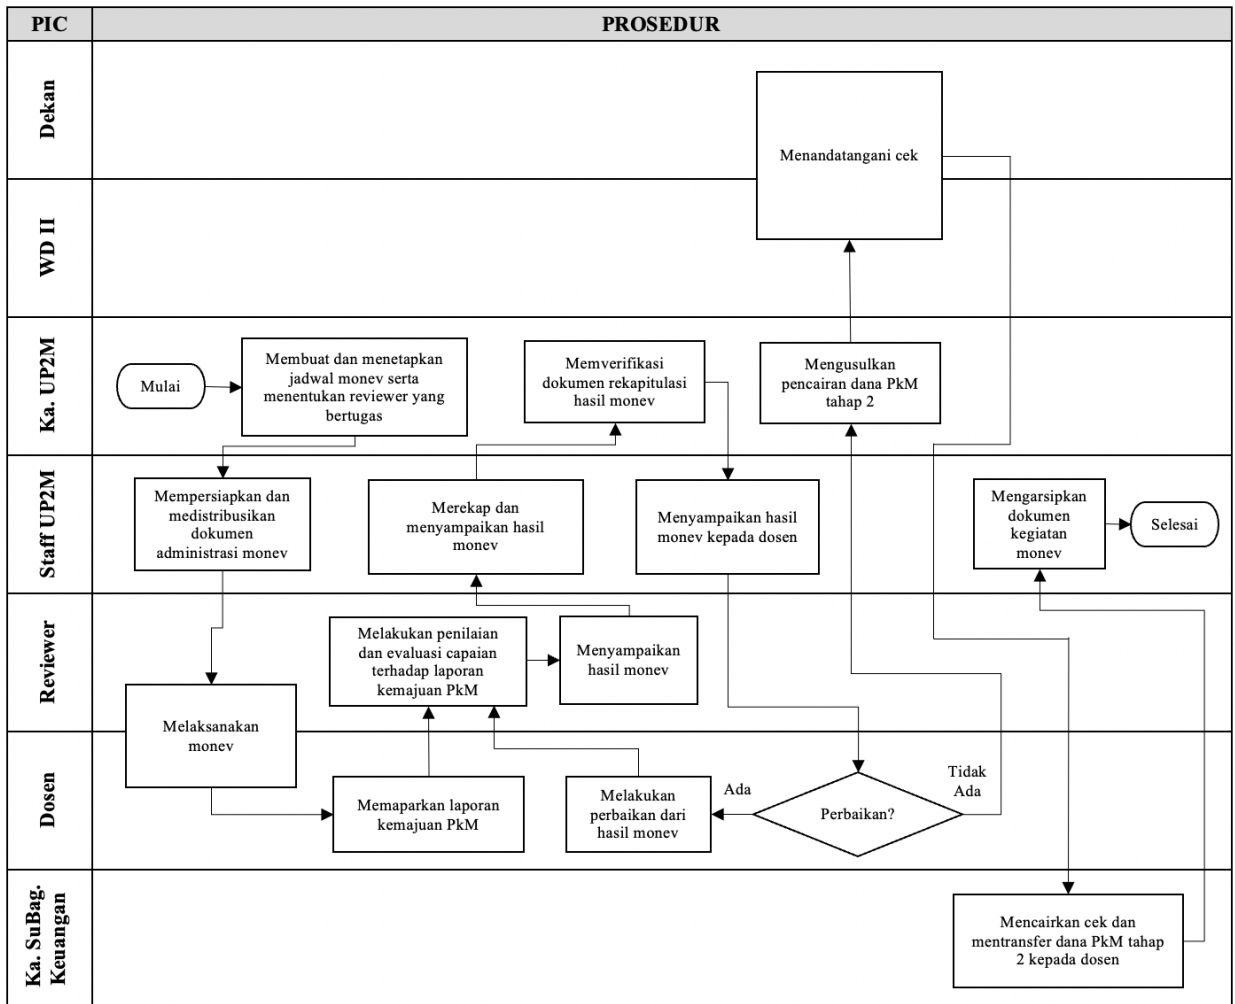 PIC
PROSEDUR
Dekan
Menandatangani cek
WD II
Ka. UP2M
Mulai
Membuat dan menetapkan
jadwal monev serta
menentukan reviewer yang
bertugas
Memverifikasi
dokumen rekapitulasi
hasil monev
Mengusulkan
pencairan dana PkM
tahap 2
Staff UP2M
Mempersiapkan dan
medistribusikan
dokumen
administrasi monev
Merekap dan
menyampaikan hasil
monev
Menyampaikan hasil
monev kepada dosen
Mengarsipkan
dokumen
kegiatan
monev
Selesai
Reviewer
Melaksanakan
monev
Melakukan penilaian
dan evaluasi capaian
terhadap laporan
kemajuan PkM
Menyampaikan
hasil monev
Dosen
Memaparkan laporan
kemajuan PkM
Melakukan
perbaikan dari
hasil monev
Ada
Perbaikan?
Tidak
Ada
Ka. SuBag.
Keuangan
Mencairkan cek dan
mentransfer dana PkM tahap
2 kepada dosen